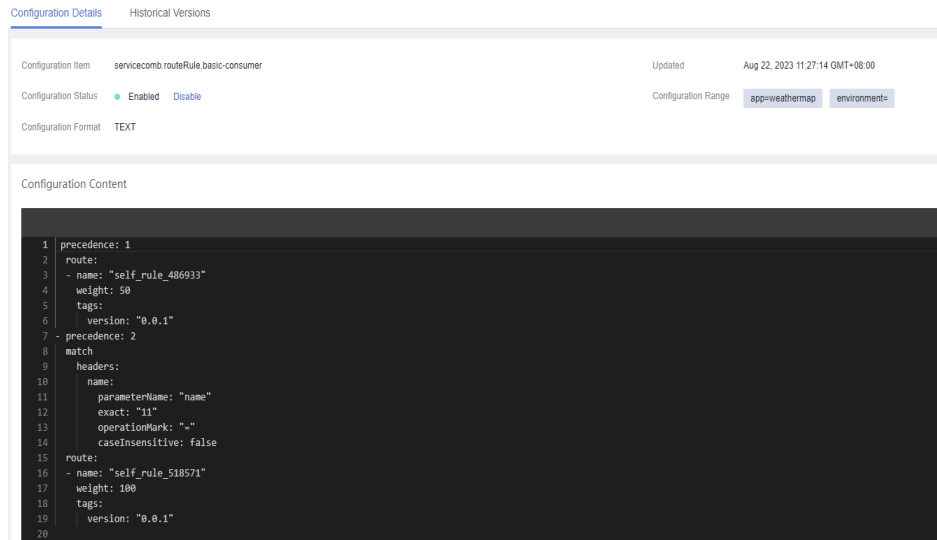 Configuration Details Historical Versions
Configuration Item servicecomb.routeRule.basic-consumer Updated Aug 22, 2023 11:27:14 GMT+08:00
Configuration Status Enabled Disable Configuration Range app=weathermap environment=
Configuration Format TEXT
Configuration Content
1 precedence: 1
2 route:
3 - name: "self_rule_486933"
4 weight: 50
5 tags:
6 version: "0.0.1"
7 - precedence: 2
8 match
9 headers:
10 name:
11 parameterName: "name"
12 exact: "11"
13 operationMark: "="
14 caseInsensitive: false
15 route:
16 - name: "self_rule_518571"
17 weight: 100
18 tags:
19 version: "0.0.1"
20